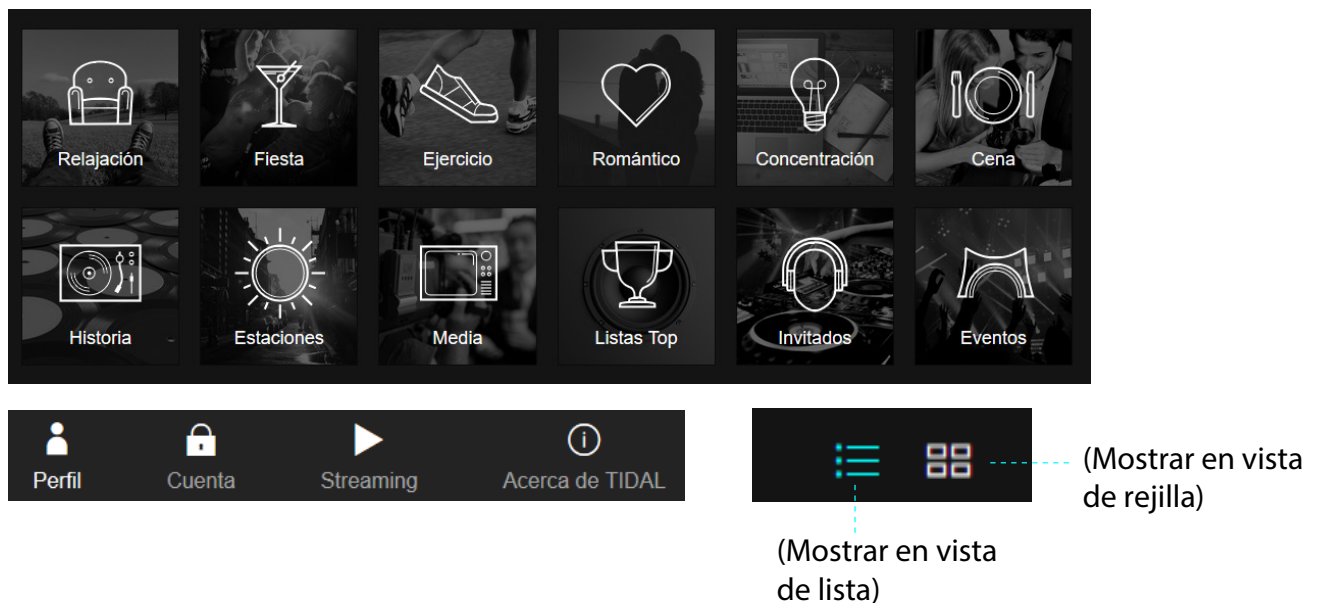 Relajación
Fiesta
Ejercicio
Romántico
Concentración
Cena
Historia
Estaciones
Media
Listas Top
Invitados
Eventos
Perfil
Cuenta
Streaming
Acerca de TIDAL
(Mostrar en vista
de rejilla)
(Mostrar en vista
de lista)